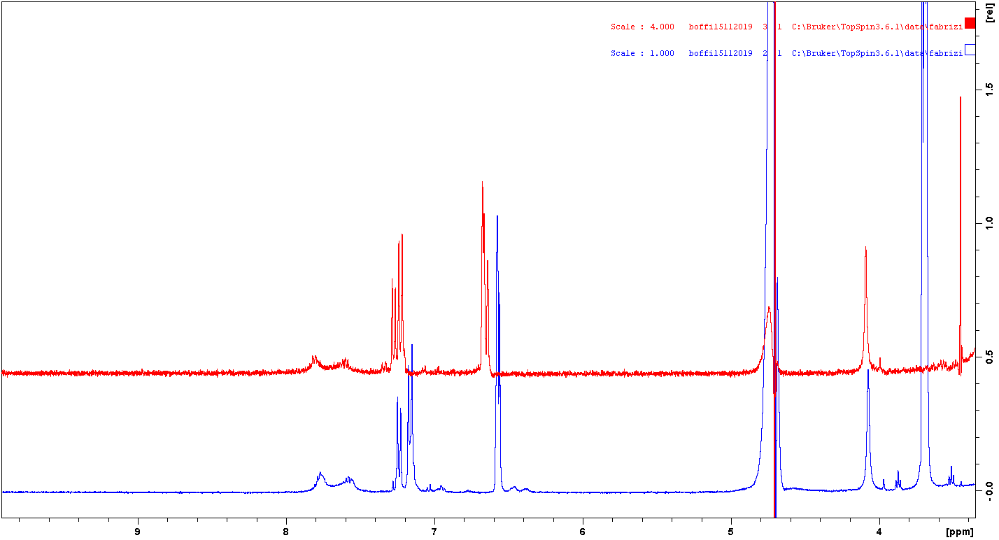 [rel]
Scale : 4.000 boffi15112019 3 1 C:\Bruker\TopSpin3.6.1\data\fabrizi
Scale : 1.000 boffi15112019 2 1 C:\Bruker\TopSpin3.6.1\data\fabrizi
1.5
1.0
0.5
-0.0
9 8 7 6 5 4 [ppm]